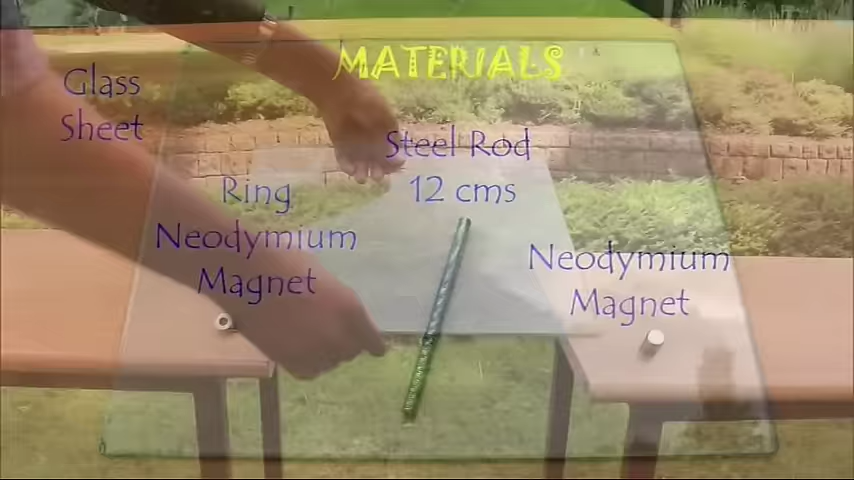 MATERIALS
Glass
Sheet
Steel Rod
12 cms
Ring
Neodymium
Magnet
Neodymium
Magnet